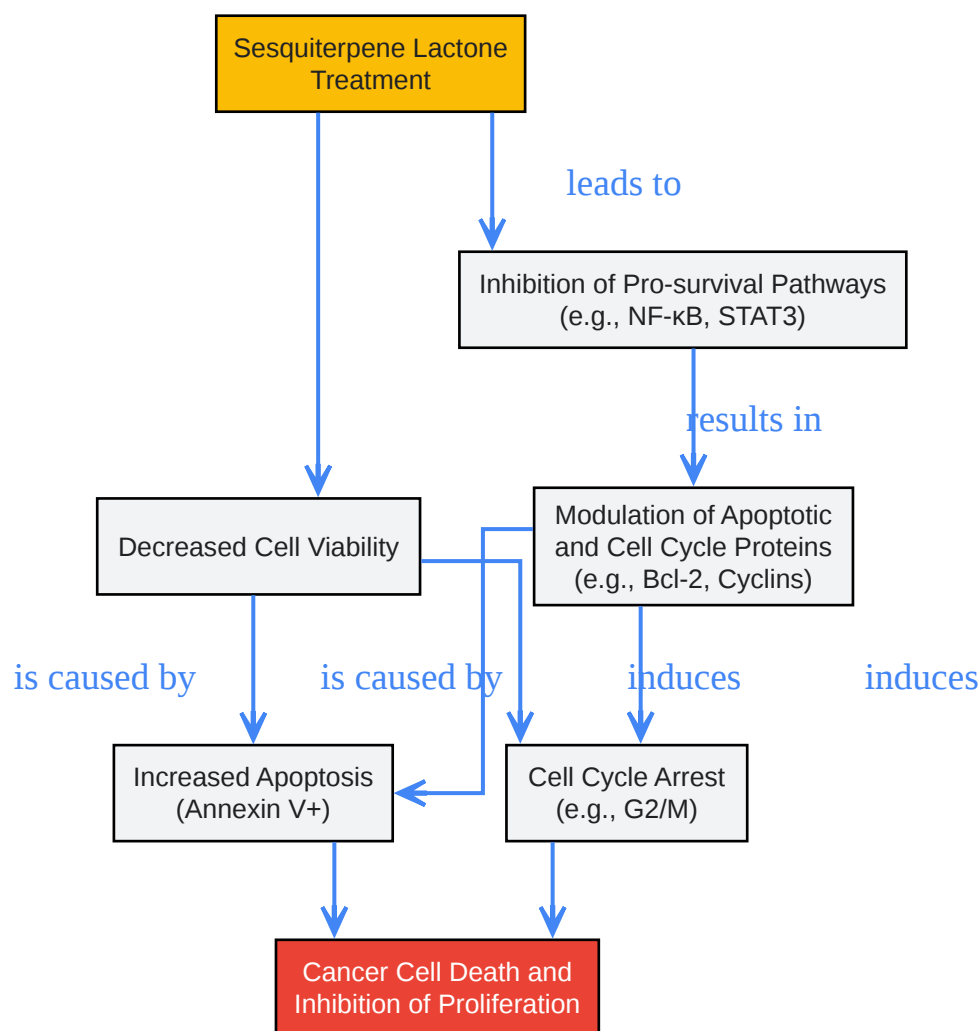 Sesquiterpene Lactone
Treatment
leads to
Inhibition of Pro-survival Pathways
(e.g., NF-κB, STAT3)
results in
Decreased Cell Viability
Modulation of Apoptotic
and Cell Cycle Proteins
(e.g., Bcl-2, Cyclins)
is caused by
is caused by
induces
induces
Increased Apoptosis
(Annexin V+)
Cell Cycle Arrest
(e.g., G2/M)
Cancer Cell Death and
Inhibition of Proliferation